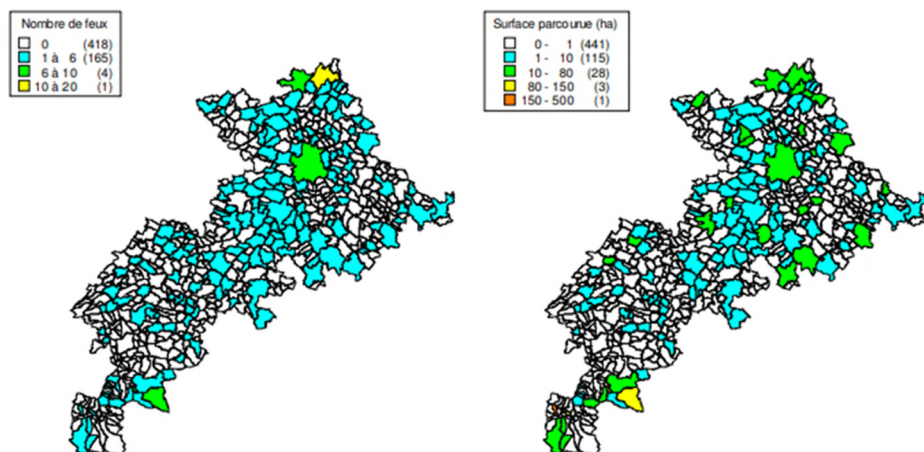 Nombre de feux
0 (418)
1 à 6 (165)
6 à 10 (4)
10 à 20 (1)
Surface parcourue (ha)
0 - 1 (441)
1 - 10 (115)
10 - 80 (28)
80 - 150 (3)
150 - 500 (1)